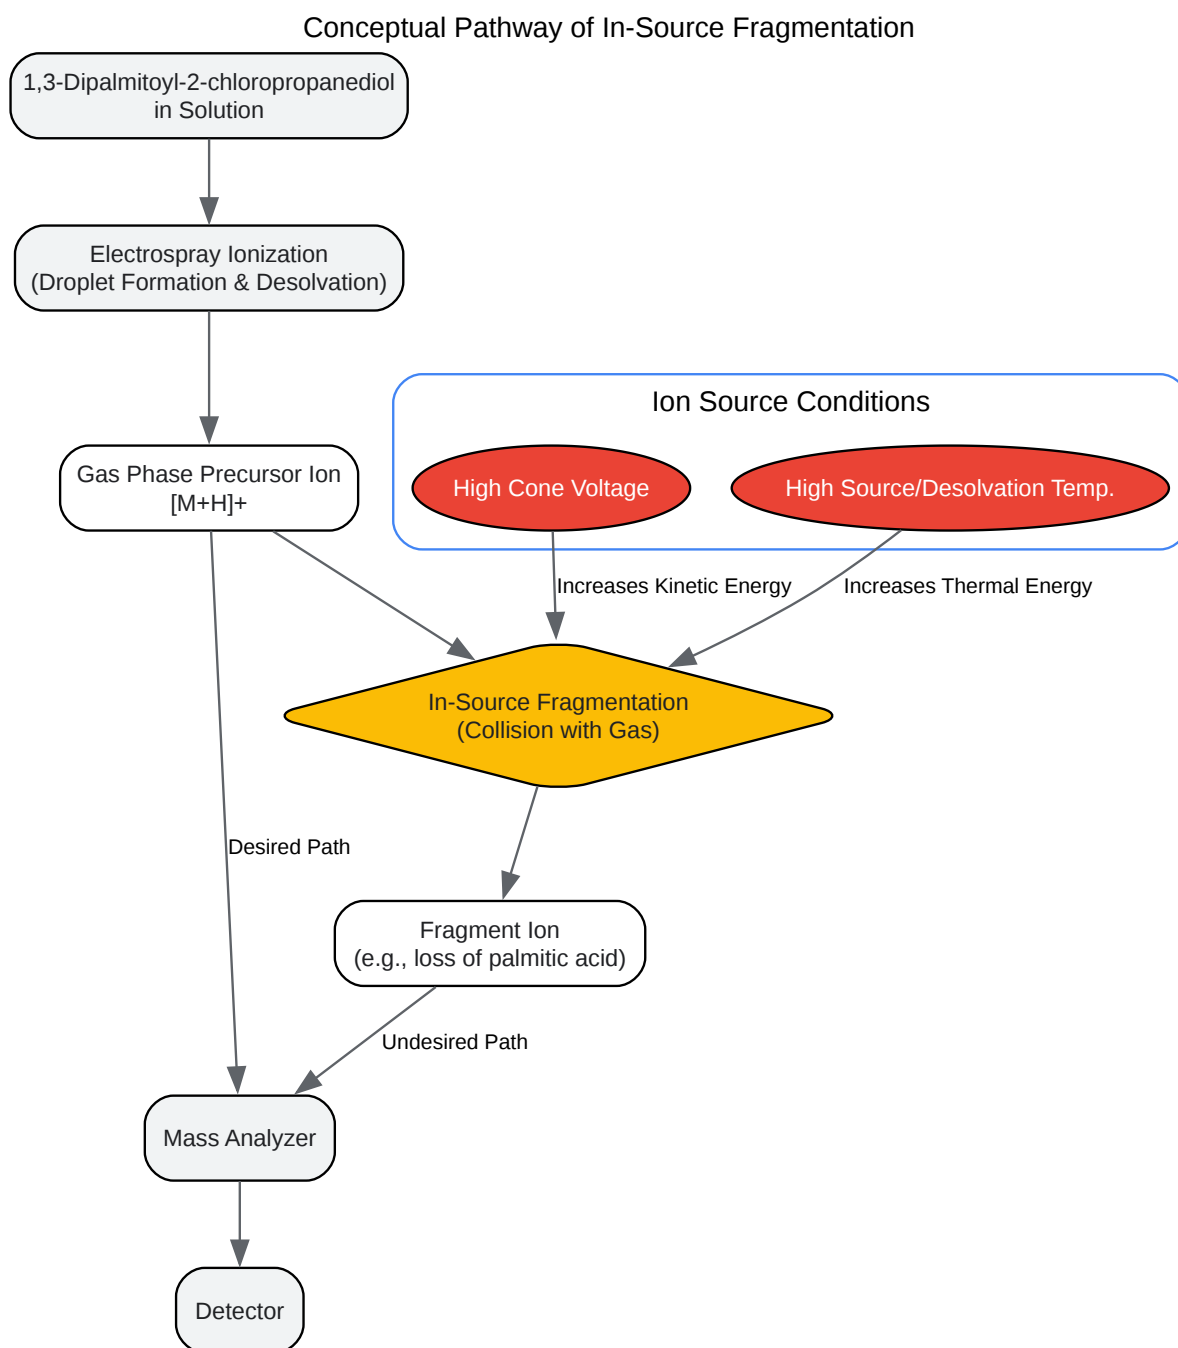 Conceptual Pathway of In-Source Fragmentation
1,3-Dipalmitoyl-2-chloropropanediol
in Solution
Electrospray Ionization
(Droplet Formation & Desolvation)
Ion Source Conditions
Gas Phase Precursor Ion
[M+H]+
High Cone Voltage
High Source/Desolvation Temp.
Increases Kinetic Energy
Increases Thermal Energy
In-Source Fragmentation
(Collision with Gas)
Desired Path
Fragment Ion
(e.g., loss of palmitic acid)
Undesired Path
Mass Analyzer
Detector